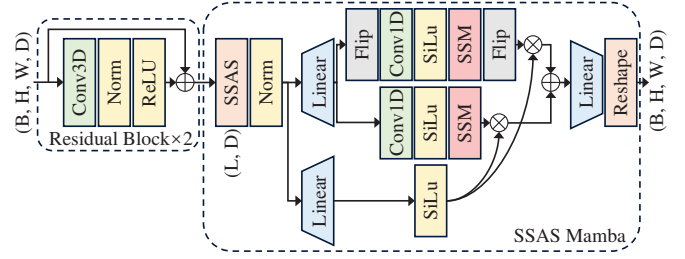 (B, H, W, D)
Conv3D
Norm
ReLU
Residual Block×2
SSAS
(L, D)
Norm
Linear
Flip
Conv1D
SiLu
SSM
Flip
Conv1D
SiLu
SSM
Linear
SiLu
Linear
Reshape
(B, H, W, D)
SSAS Mamba